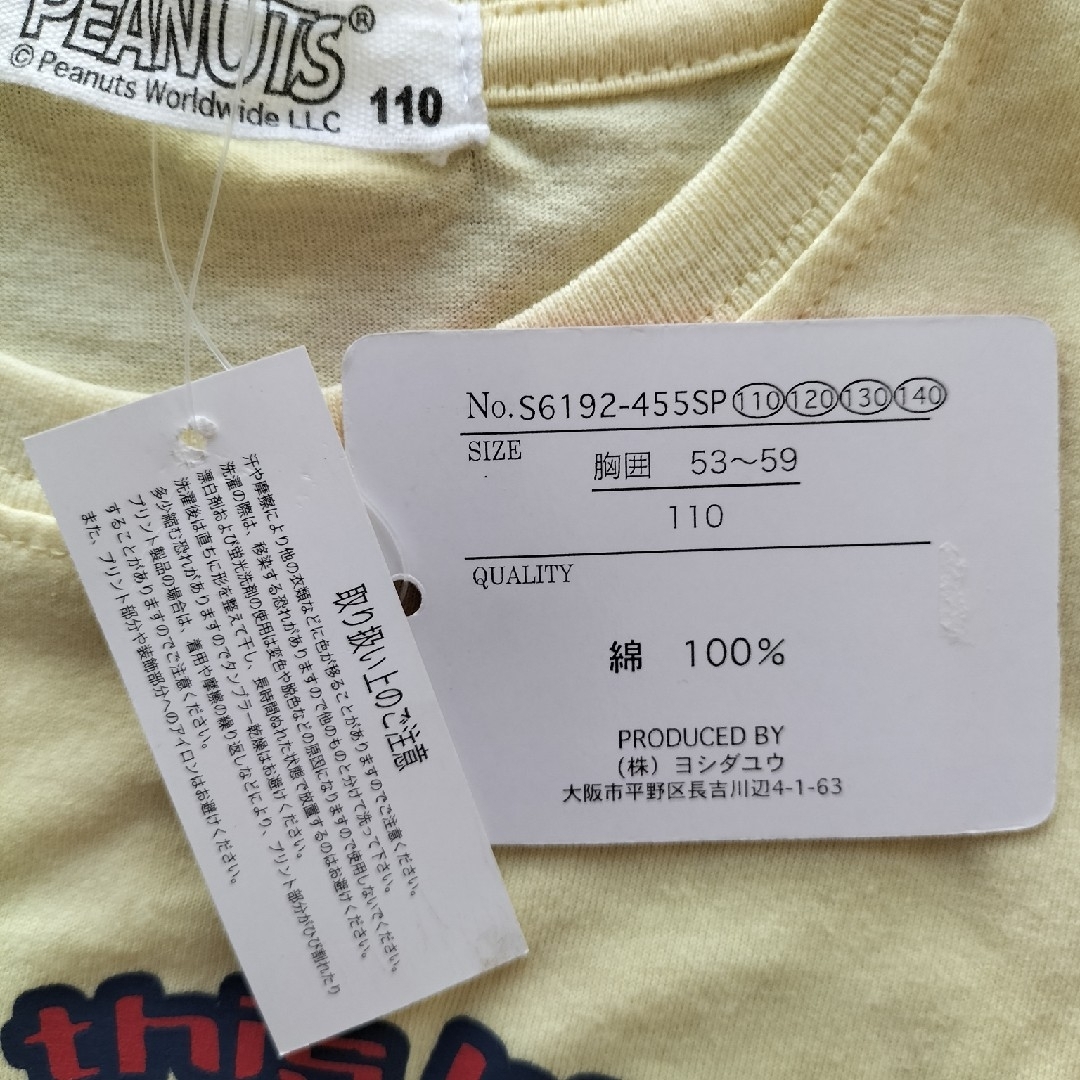 PEANUTS®
© Peanuts Worldwide LLC 110
No.S6192-455SP 110 120 130 140
SIZE
胸囲 53〜59
110
QUALITY
綿 100%
PRODUCED BY
(株) ヨシダユウ
大阪市平野区長吉川辺4-1-63
取り扱い上のご注意
汗や摩擦により他の衣類などに色が移ることがありますのでご注意ください。
洗濯の際は、移染する恐れがありますので他のものと分けて洗って下さい。
漂白剤および蛍光洗剤の使用は変色や脱色などの原因になりますので使用しないでください。
洗濯後は直ちに形を整えて干し、長時間ぬれた状態で放置するのはお避けください。
多少縮む恐れがありますのでタンブラー乾燥はお避けください。
プリント製品の場合は、着用や摩擦の繰り返しなどにより、プリント部分がひび割れたり
することがありますのでご注意ください。
また、プリント部分や装飾部分へのアイロンはお避けください。
this